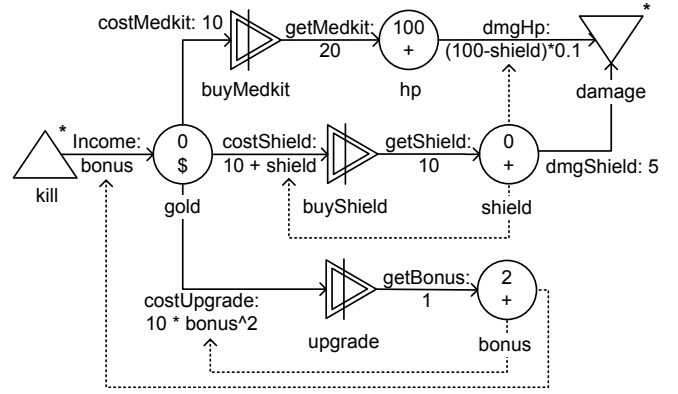 costMedkit: 10
getMedkit:
20
100
+
dmgHp:
(100-shield)*0.1
*
buyMedkit
hp
damage
*
Income:
bonus
0
$
costShield:
10 + shield
getShield:
10
0
+
dmgShield: 5
kill
gold
buyShield
shield
costUpgrade:
10 * bonus^2
getBonus:
1
2
+
upgrade
bonus